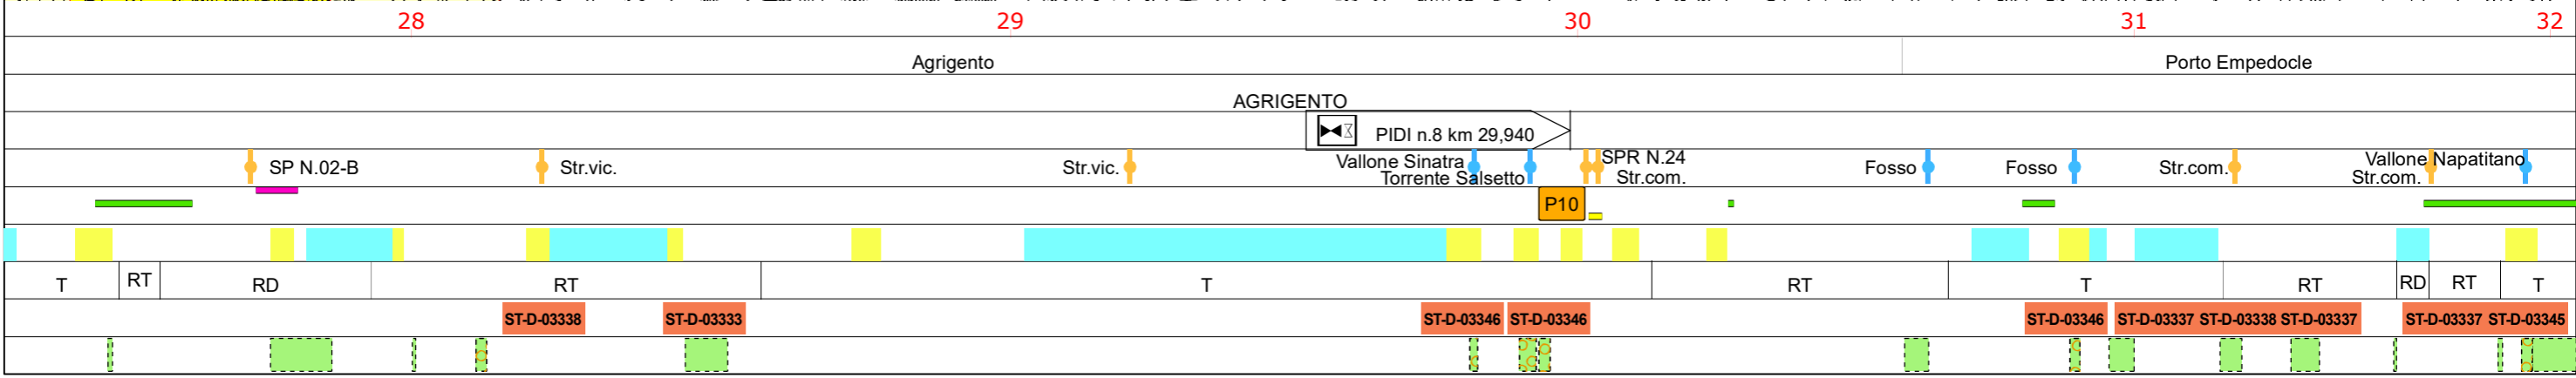 28 29 30 31 32
Agrigento Porto Empedocle
AGRIGENTO
PIDI n.8 km 29,940
SP N.02-B Str.vic. Str.vic. Vallone Sinatra SPR N.24 Fosso Fosso Str.com. Vallone Napatitano
Torrente Salsetto Str.com. Str.com.
P10
T RT RD RT T RT T RT RD RT T
ST-D-03338 ST-D-03333 ST-D-03346 ST-D-03346 ST-D-03346 ST-D-03337 ST-D-03338 ST-D-03337 ST-D-03337 ST-D-03345